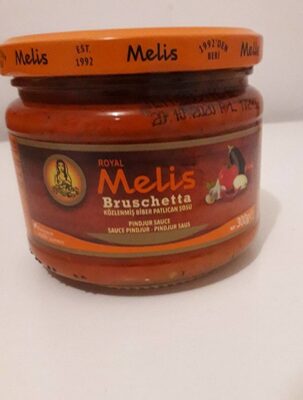 Melis
EST.
1992
Melis
1992'DEN
BERİ
ROYAL
Melis
Bruschetta
KÖZLENMİŞ BİBER PATLICAN SOSU
PINDJUR SAUCE
SAUCE PINDJUR · PINDJUR SAUS
300g